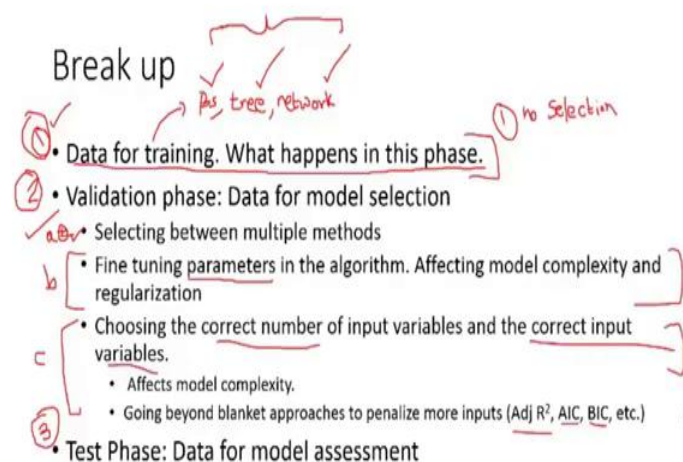 Break up
tree, network
① no selection
① • Data for training. What happens in this phase.
② • Validation phase: Data for model selection
a • Selecting between multiple methods
b • Fine tuning parameters in the algorithm. Affecting model complexity and
regularization
c • Choosing the correct number of input variables and the correct input
variables.
• Affects model complexity.
• Going beyond blanket approaches to penalize more inputs (Adj R², AIC, BIC, etc.)
③
• Test Phase: Data for model assessment